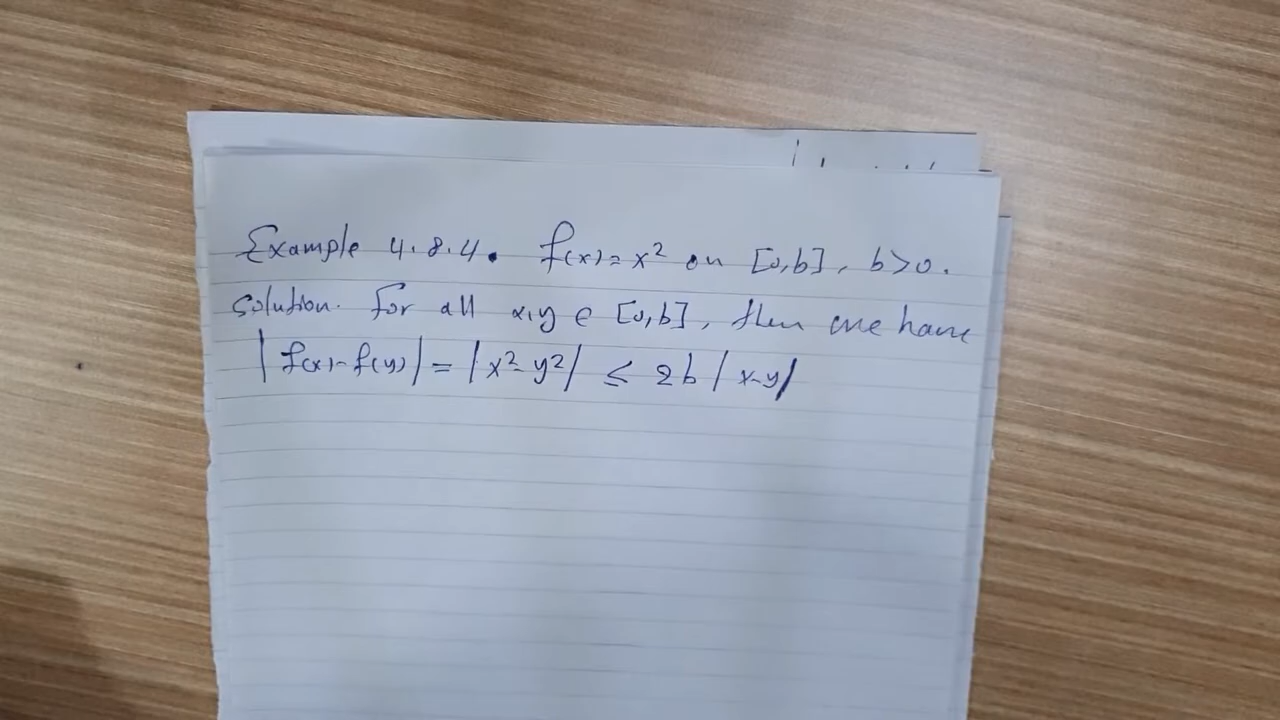 Example 4.8.4. f(x)=x² on [0,b], b>0.
solution. for all x,y ∈ [0,b], then we have
|f(x)-f(y)| = |x²-y²| ≤ 2b|x-y|